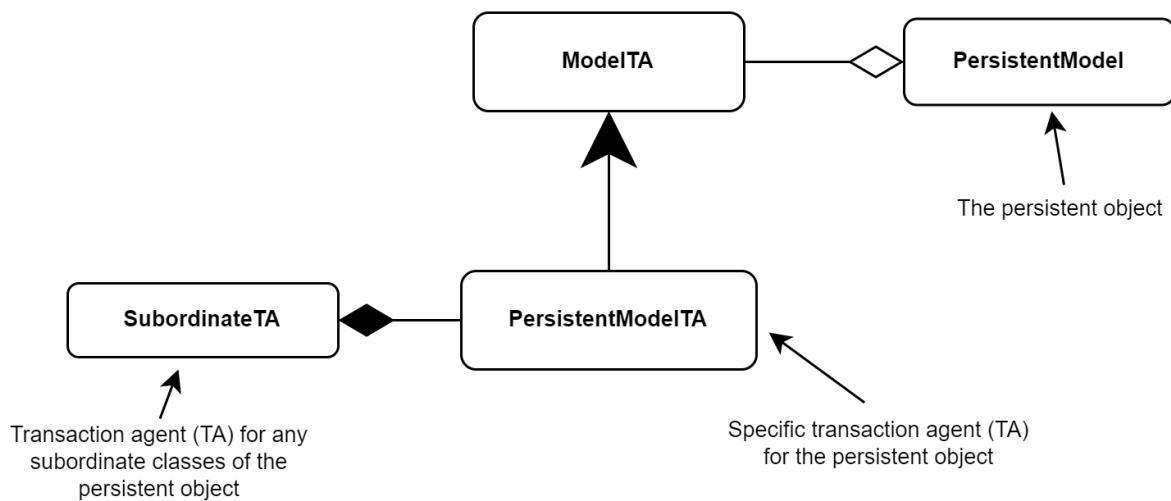 ModelTA
PersistentModel
The persistent object
SubordinateTA
PersistentModelTA
Transaction agent (TA) for any
subordinate classes of the
persistent object
Specific transaction agent (TA)
for the persistent object